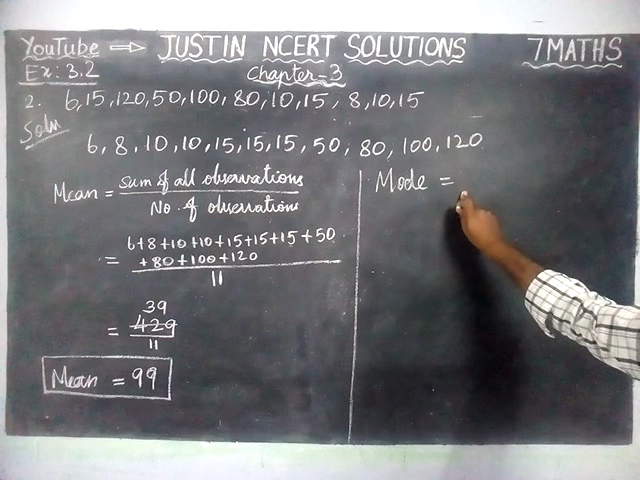 YouTube ⇒ JUSTIN NCERT SOLUTIONS 7MATHS
Ex: 3.2 Chapter-3
2. 6,15,120,50,100,80,10,15,8,10,15
Soln
6, 8, 10, 10, 15, 15, 15, 50, 80, 100, 120
Mean = Sum of all observations / No. of observations
= 6+8+10+10+15+15+15+50+80+100+120 / 11
39
= 429 / 11
Mean = 99
Mode =